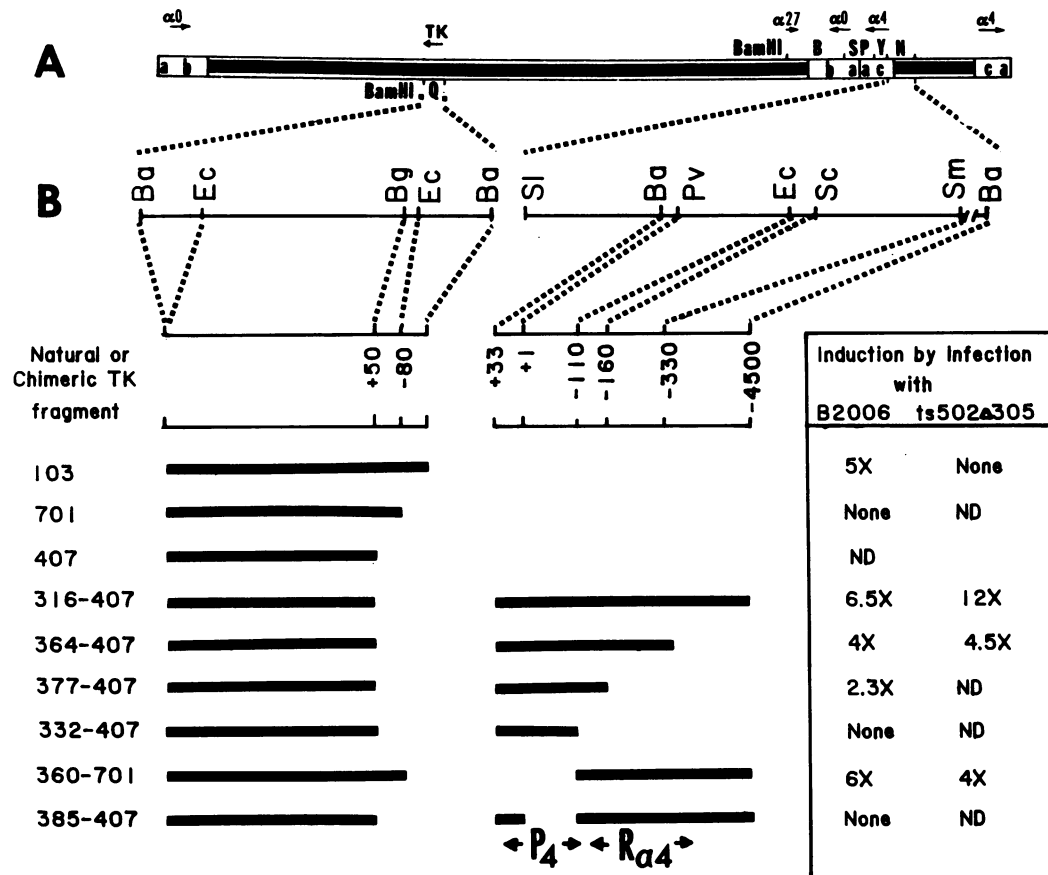 α0 TK α27 α0 α4 α4
A BamHI B S P Y N
a b b a a c c a
BamHI Q
B Ba Ec Bg Ec Ba Sl Ba Pv Ec Sc Sm Ba
Natural or
Chimeric TK
fragment
+50 -80 +33 +1 -110 -160 -330 -4500
Induction by Infection
with
B2006 ts502Δ305
103 5X None
701 None ND
407 ND
316-407 6.5X 12X
364-407 4X 4.5X
377-407 2.3X ND
332-407 None ND
360-701 6X 4X
385-407 None ND
P4 Rα4